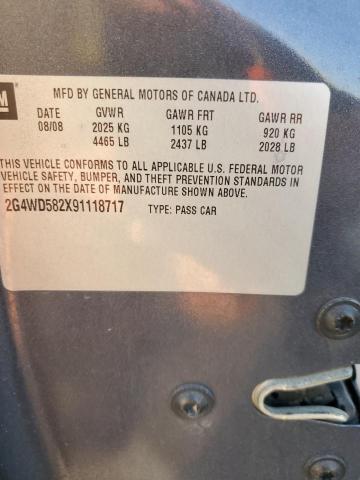 GM
MFD BY GENERAL MOTORS OF CANADA LTD.
DATE GVWR GAWR FRT GAWR RR
08/08 2025 KG 1105 KG 920 KG
4465 LB 2437 LB 2028 LB
THIS VEHICLE CONFORMS TO ALL APPLICABLE U.S. FEDERAL MOTOR
VEHICLE SAFETY, BUMPER, AND THEFT PREVENTION STANDARDS IN
EFFECT ON THE DATE OF MANUFACTURE SHOWN ABOVE.
2G4WD582X91118717 TYPE: PASS CAR